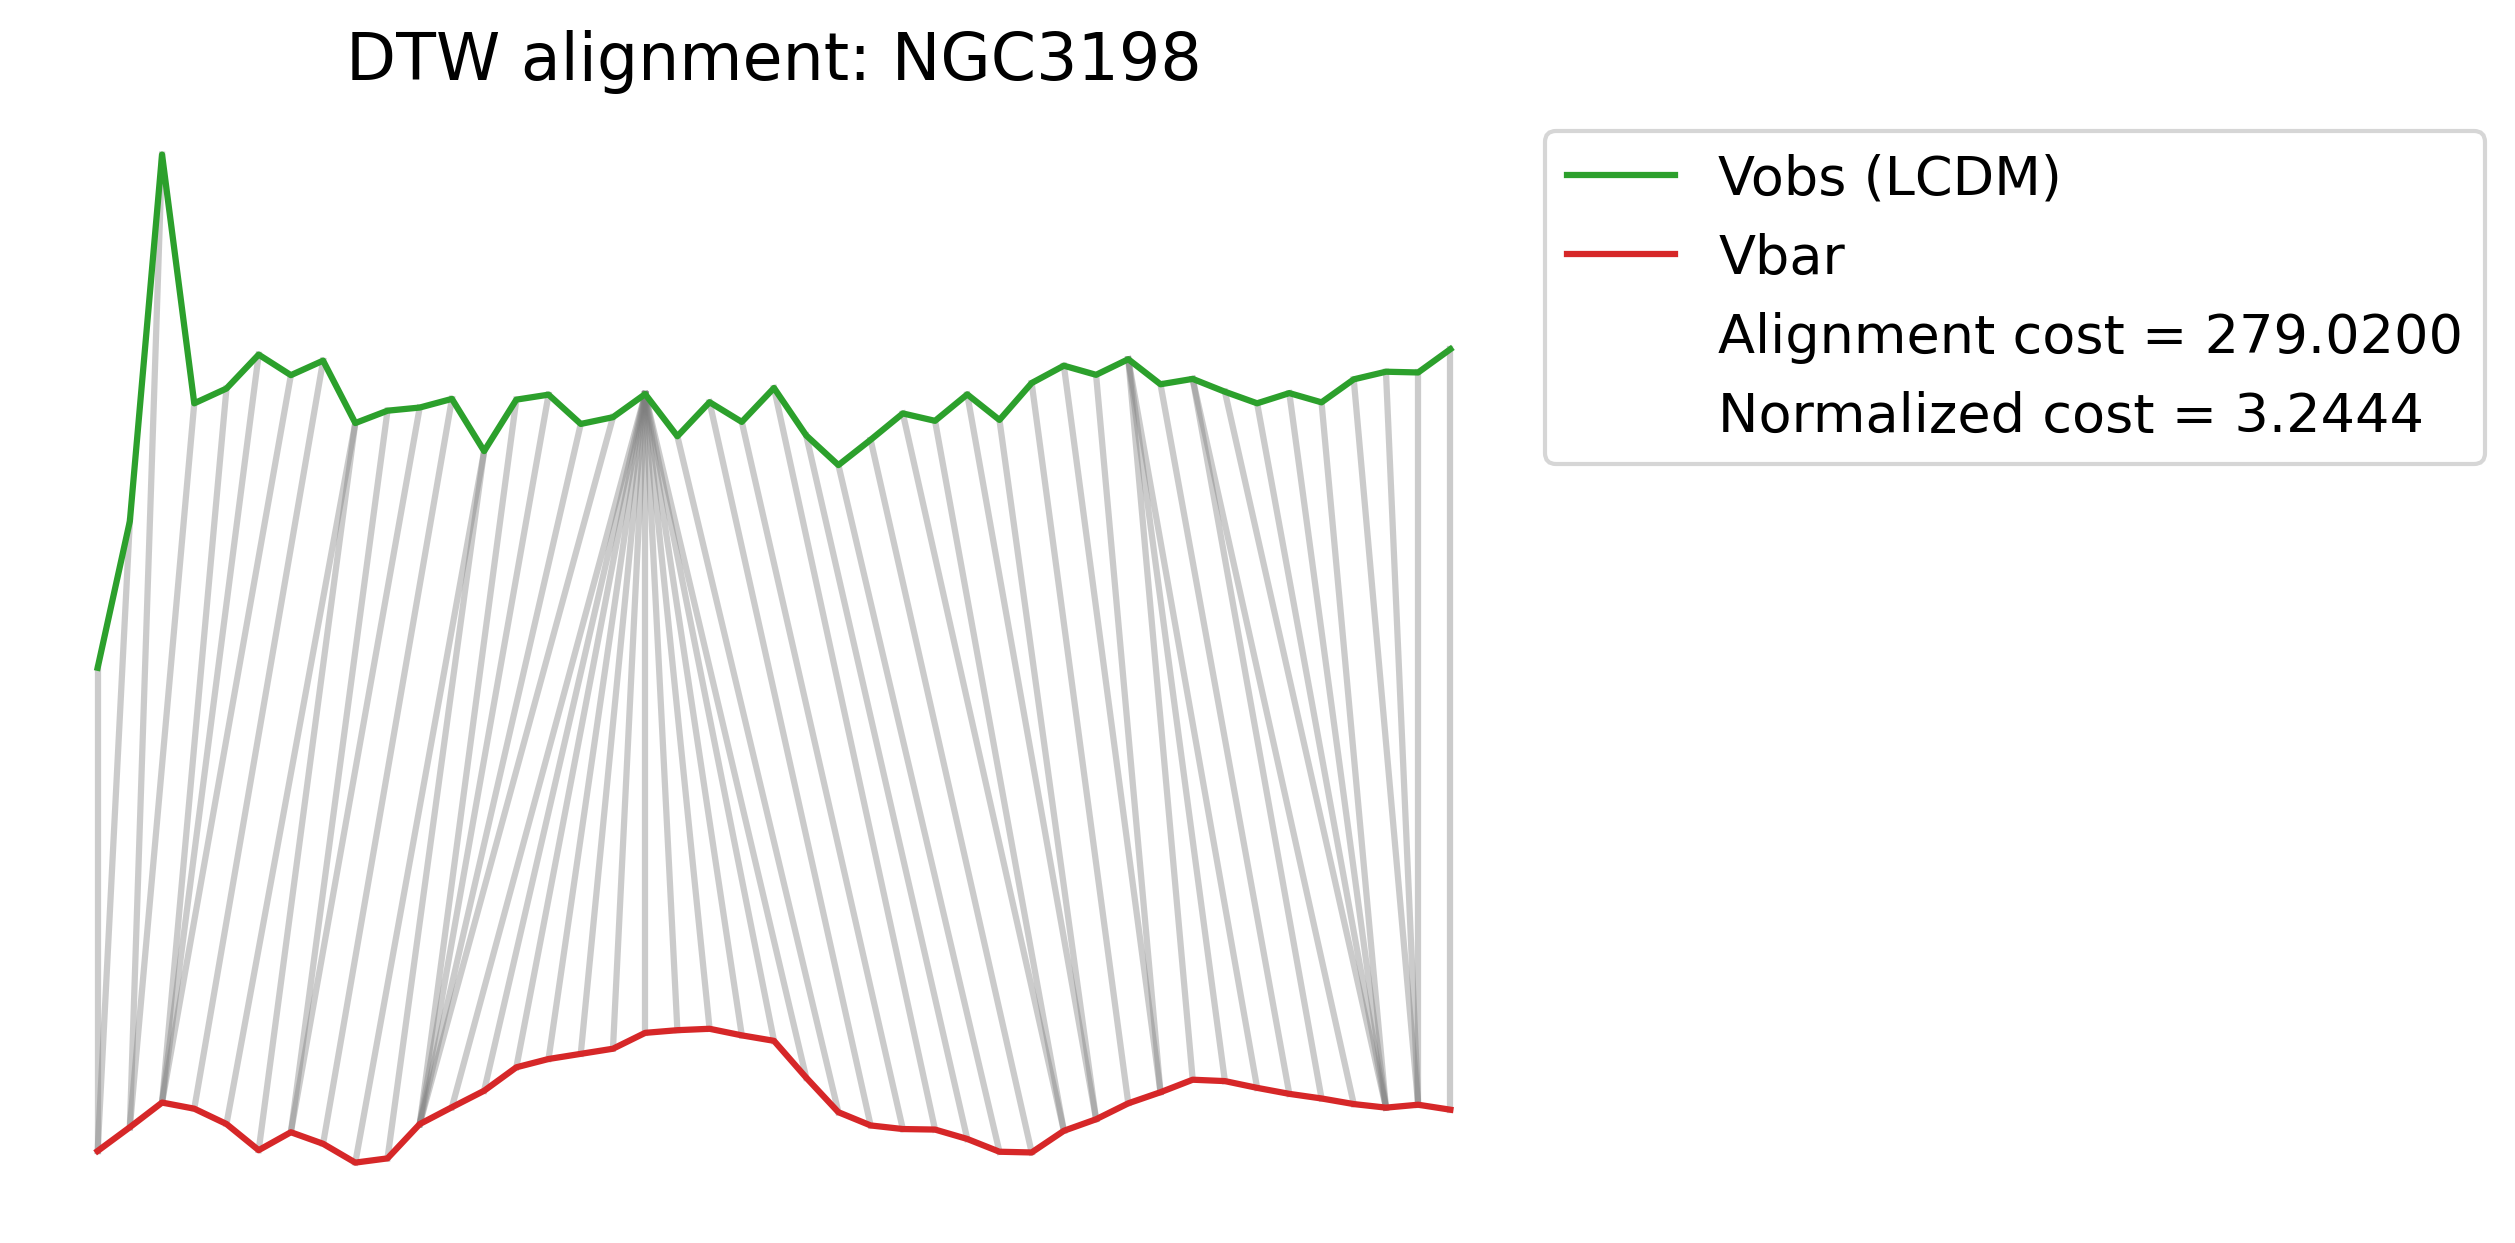 DTW alignment: NGC3198
Vobs (LCDM)
Vbar
Alignment cost = 279.0200
Normalized cost = 3.2444